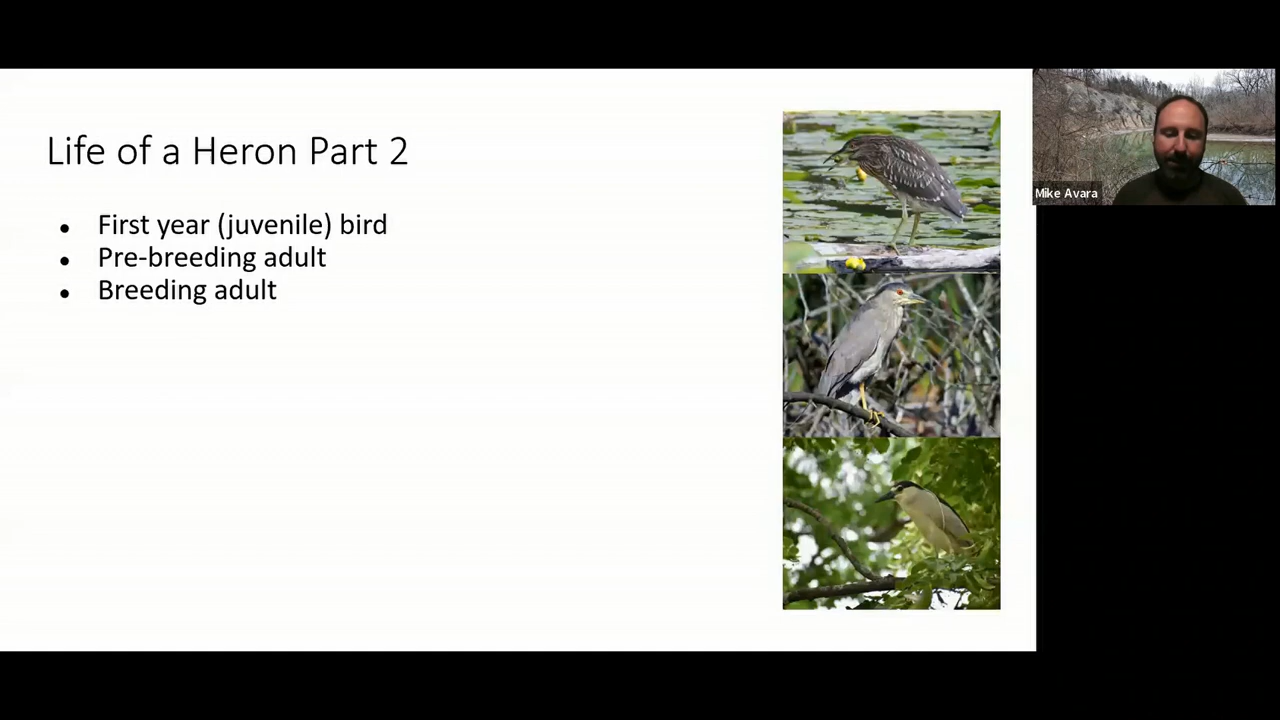 Life of a Heron Part 2
● First year (juvenile) bird
● Pre-breeding adult
● Breeding adult
Mike Avara